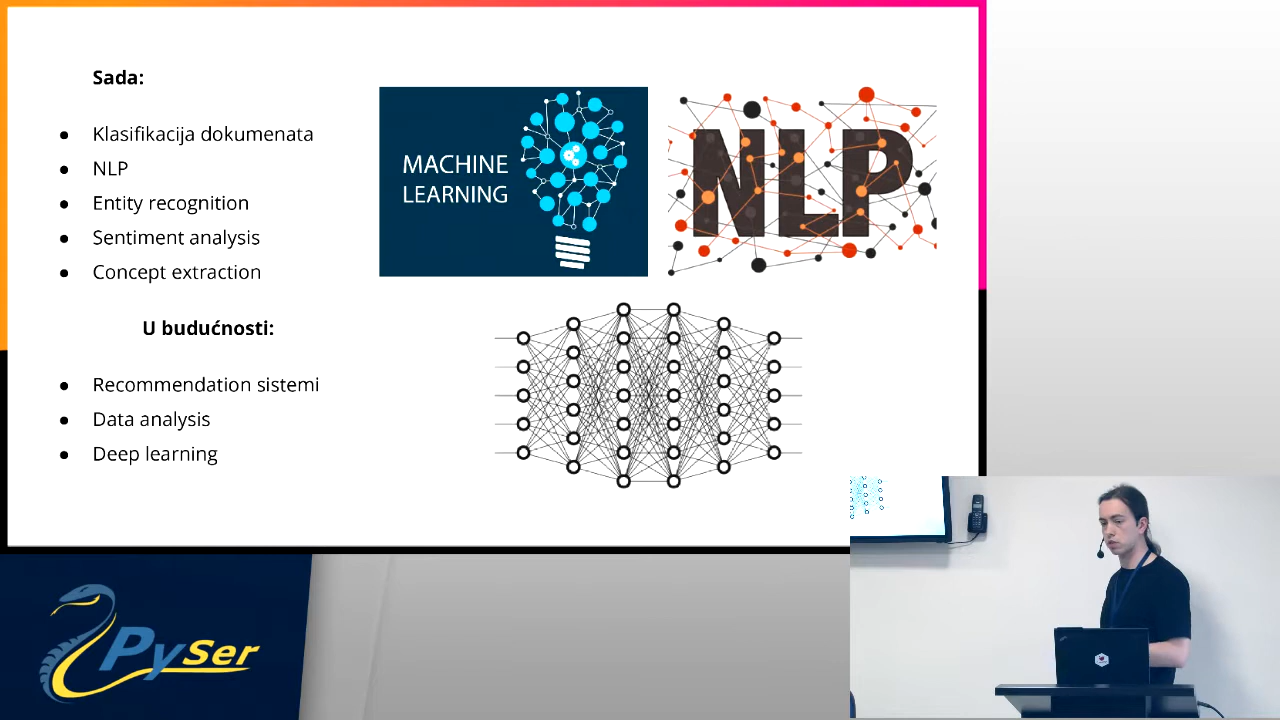 Sada:
Klasifikacija dokumenata
NLP
Entity recognition
Sentiment analysis
Concept extraction
U budućnosti:
Recommendation sistemi
Data analysis
Deep learning
MACHINE
LEARNING
NLP
PySer